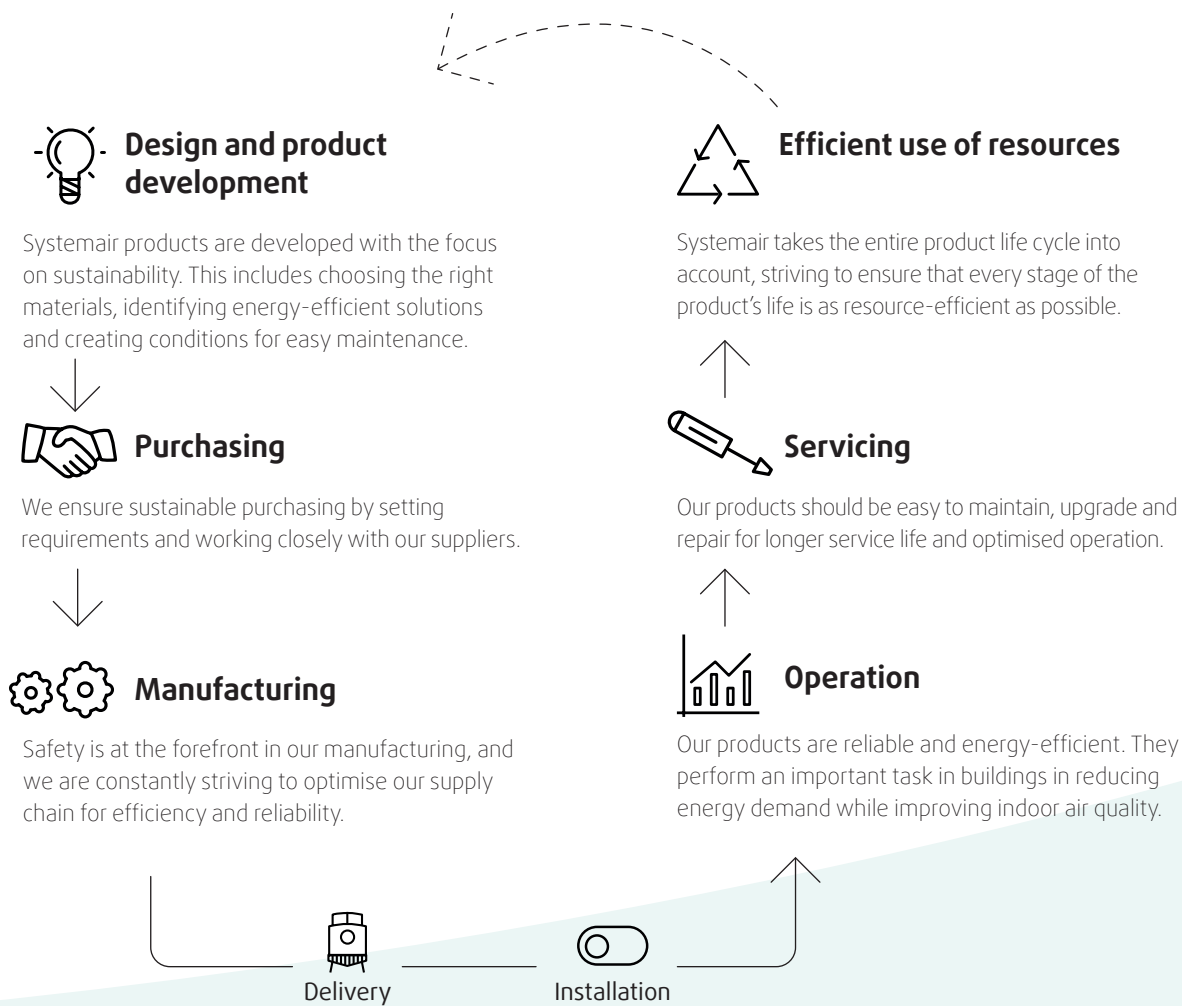 Design and product
development
Systemair products are developed with the focus
on sustainability. This includes choosing the right
materials, identifying energy-efficient solutions
and creating conditions for easy maintenance.
Purchasing
We ensure sustainable purchasing by setting
requirements and working closely with our suppliers.
Manufacturing
Safety is at the forefront in our manufacturing, and
we are constantly striving to optimise our supply
chain for efficiency and reliability.
Delivery
Installation
Operation
Our products are reliable and energy-efficient. They
perform an important task in buildings in reducing
energy demand while improving indoor air quality.
Servicing
Our products should be easy to maintain, upgrade and
repair for longer service life and optimised operation.
Efficient use of resources
Systemair takes the entire product life cycle into
account, striving to ensure that every stage of the
product's life is as resource-efficient as possible.